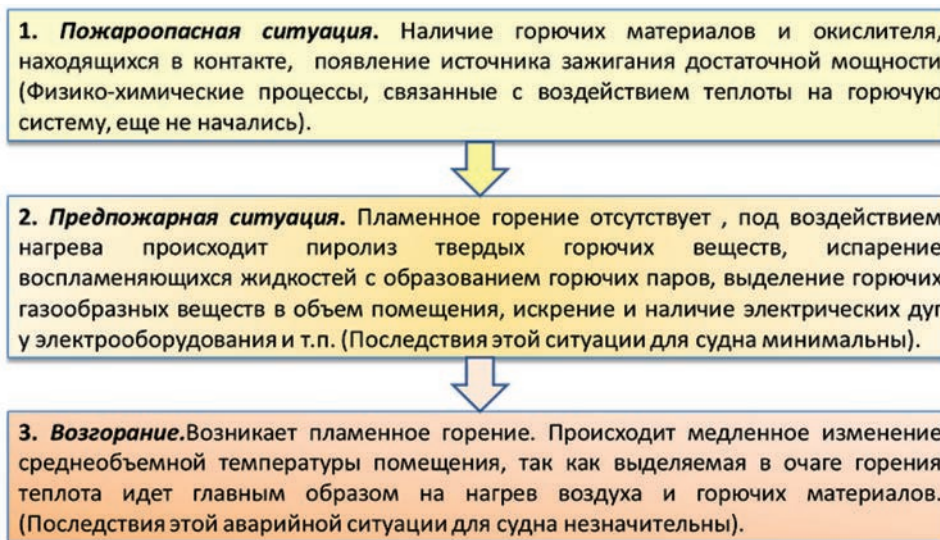 1. Пожароопасная ситуация. Наличие горючих материалов и окислителя,
находящихся в контакте, появление источника зажигания достаточной мощности
(Физико-химические процессы, связанные с воздействием теплоты на горючую
систему, еще не начались).
2. Предпожарная ситуация. Пламенное горение отсутствует , под воздействием
нагрева происходит пиролиз твердых горючих веществ, испарение
воспламеняющихся жидкостей с образованием горючих паров, выделение горючих
газообразных веществ в объем помещения, искрение и наличие электрических дуг
у электрооборудования и т.п. (Последствия этой ситуации для судна минимальны).
3. Возгорание.Возникает пламенное горение. Происходит медленное изменение
среднеобъемной температуры помещения, так как выделяемая в очаге горения
теплота идет главным образом на нагрев воздуха и горючих материалов.
(Последствия этой аварийной ситуации для судна незначительны).